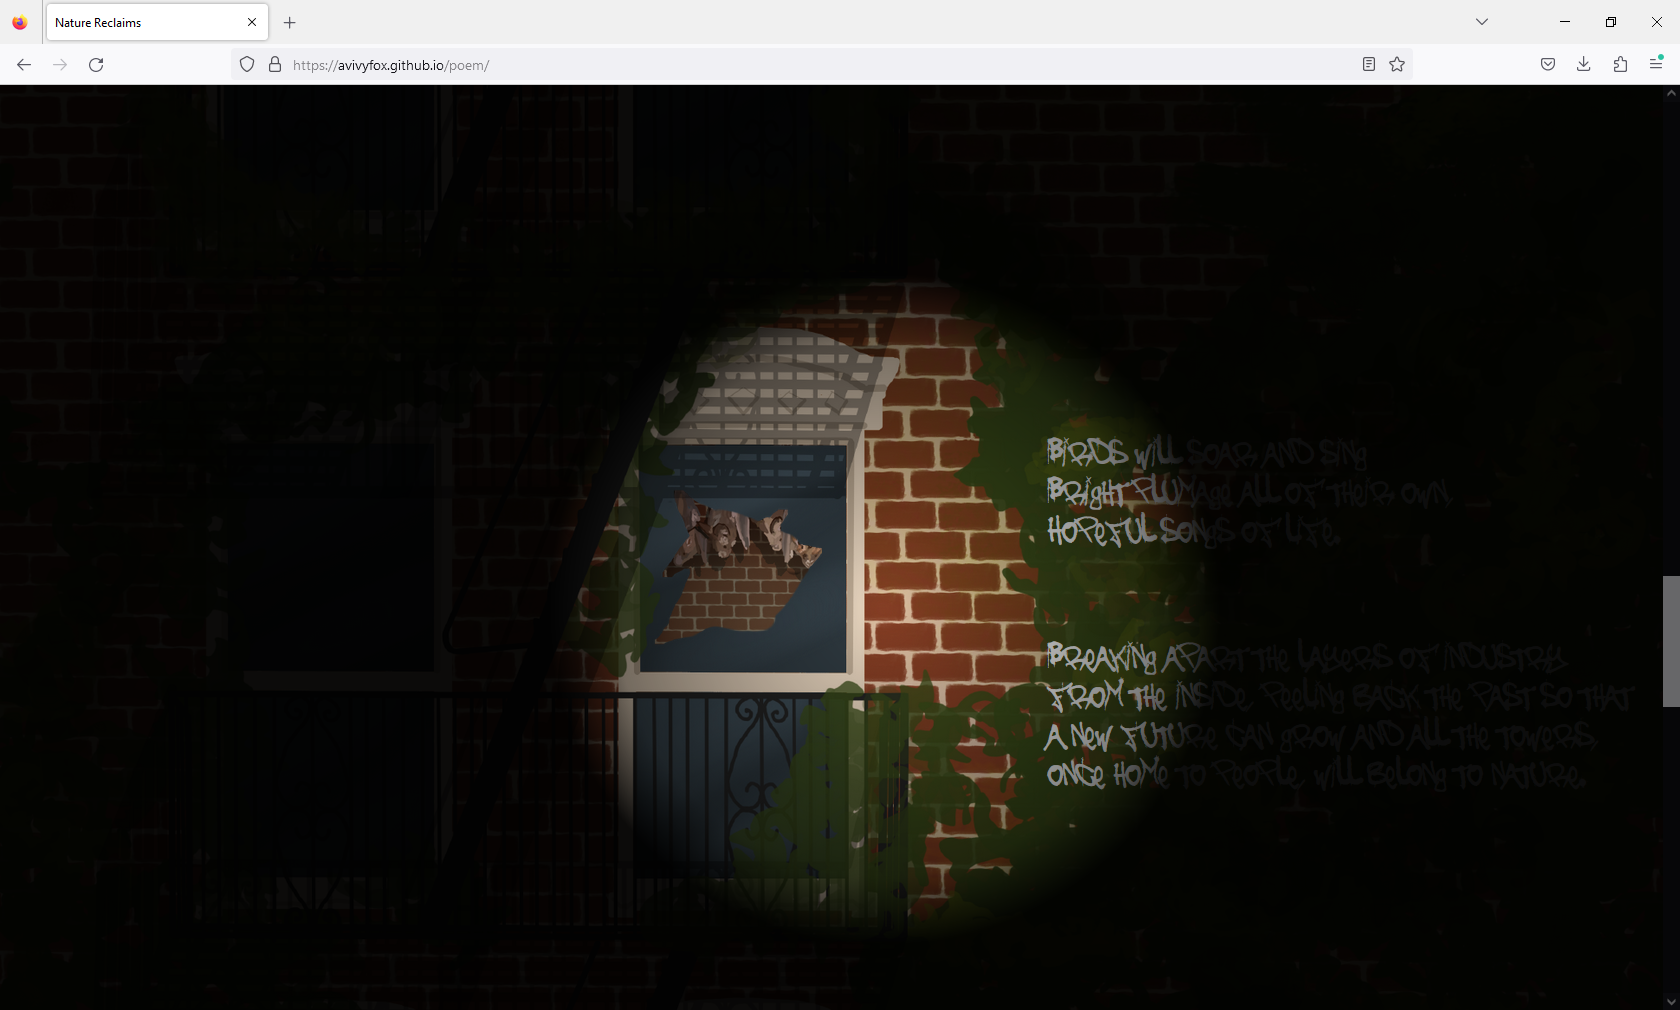 Nature Reclaims
https://avivyfox.github.io/poem/
BiRDS WiLL SOAR AND SiNg
BRigHT PLUMAge ALL OF THeiR OWN,
HOPeFUL SONgS OF LiFe.
BReAKiNg APART THe LAYeRS OF iNDUSTRY
FROM THe iNSiDe. PeeLiNg BACK THe PAST SO THAT
A NeW FUTURe CAN gROW AND ALL THe TOWeRS,
ONCe HOMe TO PeOPLe, WiLL BeLONg TO NATURe.